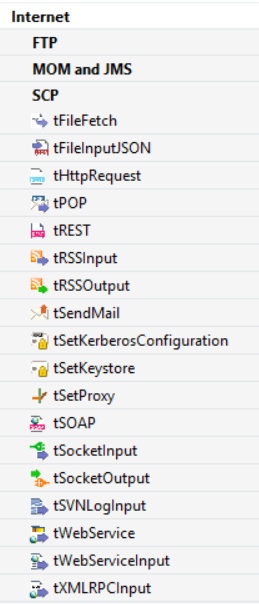 Internet
FTP
MOM and JMS
SCP
tFileFetch
tFileInputJSON
tHttpRequest
tPOP
tREST
tRSSInput
tRSSOutput
tSendMail
tSetKerberosConfiguration
tSetKeystore
tSetProxy
tSOAP
tSocketInput
tSocketOutput
tSVNLogInput
tWebService
tWebServiceInput
tXMLRPCInput